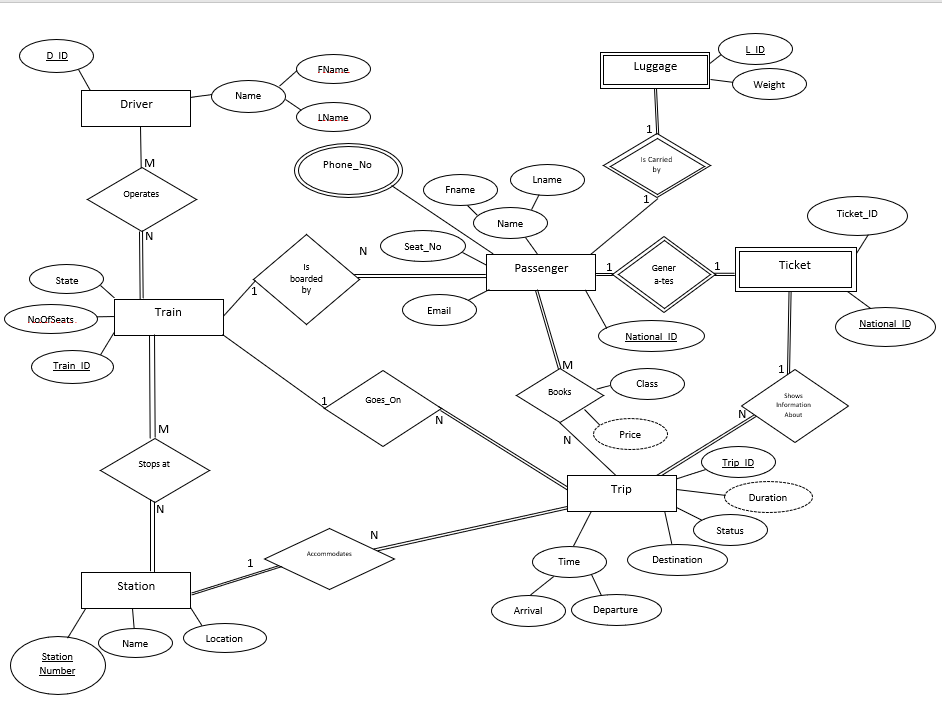 D_ID
FName
Name
LName
Driver
Luggage
L_ID
Weight
M
Operates
N
Phone_No
Fname
Lname
Name
Seat_No
1
Is Carried
by
1
Ticket_ID
State
NoOfSeats
Train_ID
Train
1
Is
boarded
by
N
Passenger
Email
National_ID
1
Gener
a-tes
1
Ticket
National_ID
M
Books
N
Class
Price
1
Shows
Information
About
N
1
Goes_On
N
M
Stops at
N
Trip
Trip_ID
Duration
Status
Destination
Time
Arrival
Departure
1
Accommodates
N
Station
Station
Number
Name
Location